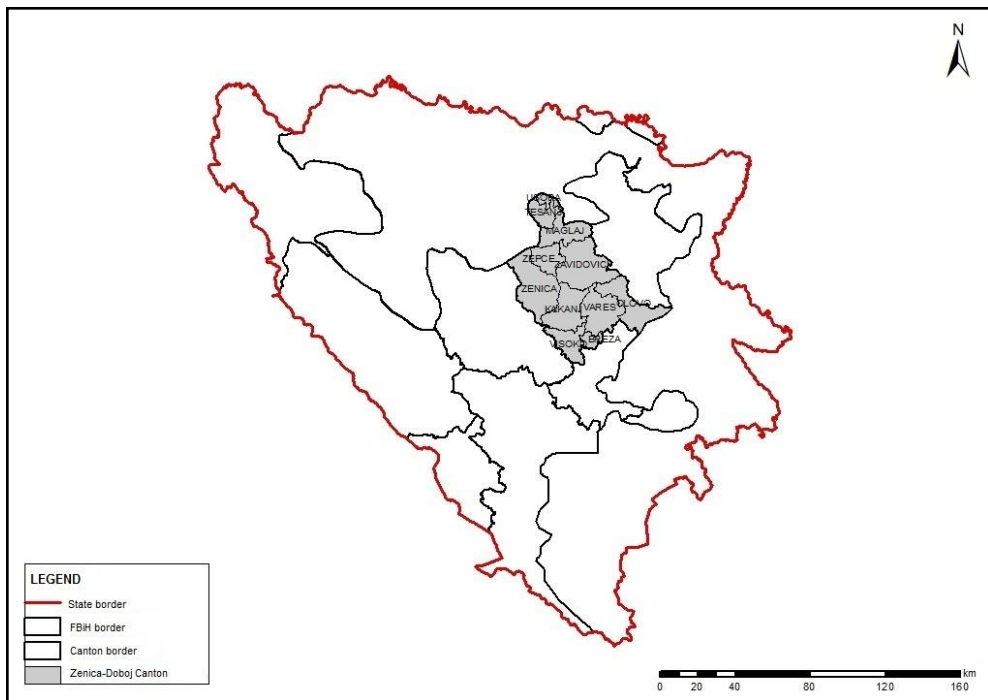 N
USORA
TESANJ
MAGLAJ
ZEPCE
ZAVIDOVICI
ZENICA
KAKANJ
VARES
OLOVO
VISOKO
BREZA
LEGEND
State border
FBiH border
Canton border
Zenica-Doboj Canton
km
0 20 40 80 120 160